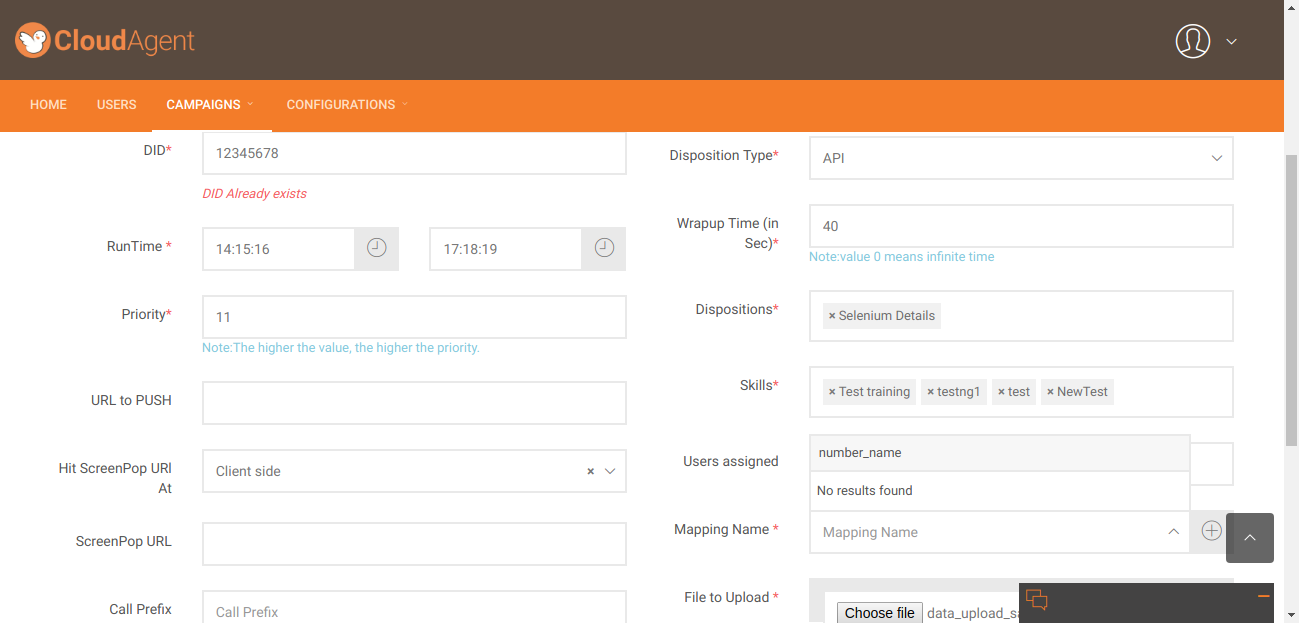 CloudAgent
HOME USERS CAMPAIGNS CONFIGURATIONS
DID*
12345678
DID Already exists
RunTime *
14:15:16
17:18:19
Priority*
11
Note:The higher the value, the higher the priority.
URL to PUSH
Hit ScreenPop URl
At
Client side
×
ScreenPop URL
Call Prefix
Call Prefix
Disposition Type*
API
Wrapup Time (in
Sec)*
40
Note:value 0 means infinite time
Dispositions*
× Selenium Details
Skills*
× Test training × testng1 × test × NewTest
Users assigned
number_name
No results found
Mapping Name *
Mapping Name
File to Upload *
Choose file data_upload_s